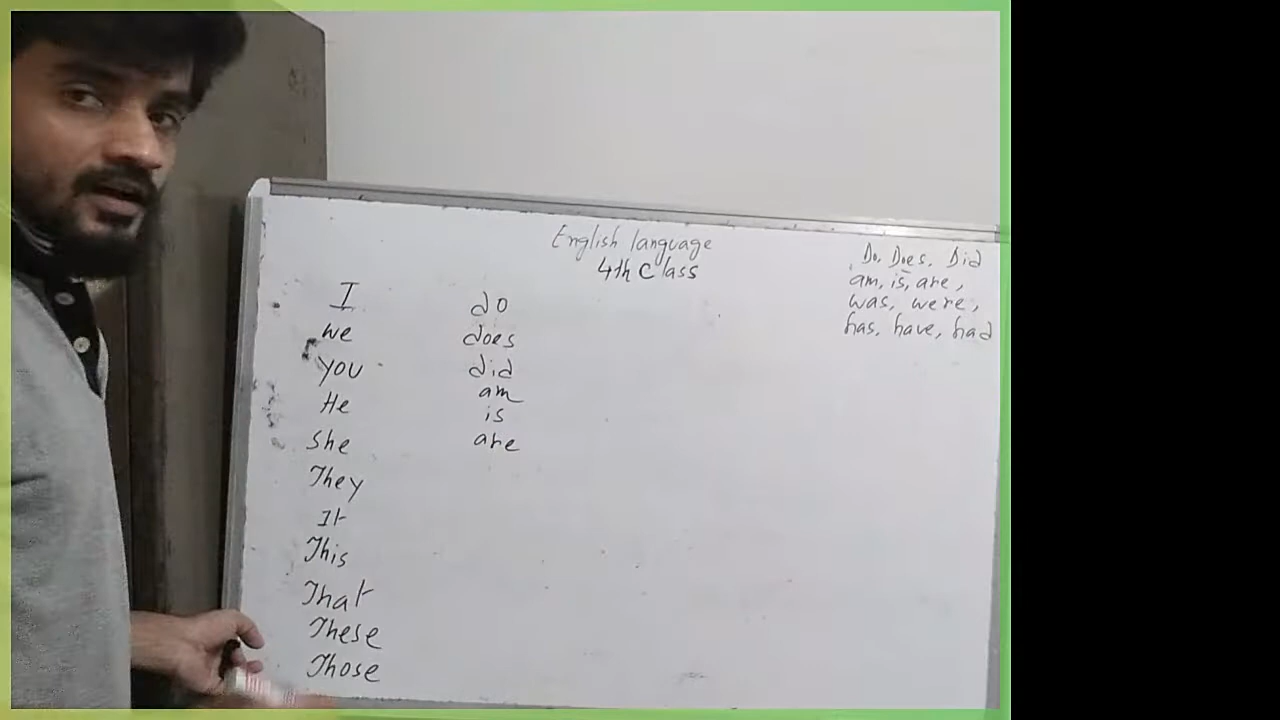 English language
4th Class
Do, Does, Did
am, is, are,
was, were,
has, have, had
I
we
you
He
She
They
It
This
That
These
Those
do
does
did
am
is
are